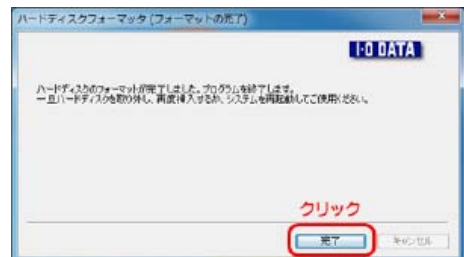 ハードディスクフォーマッタ (フォーマットの完了)
I-O DATA
ハードディスクのフォーマットが完了しました。プログラムを終了します。
一旦ハードディスクを取り外し、再度挿入するか、システムを再起動してご使用ください。
クリック
完了
キャンセル